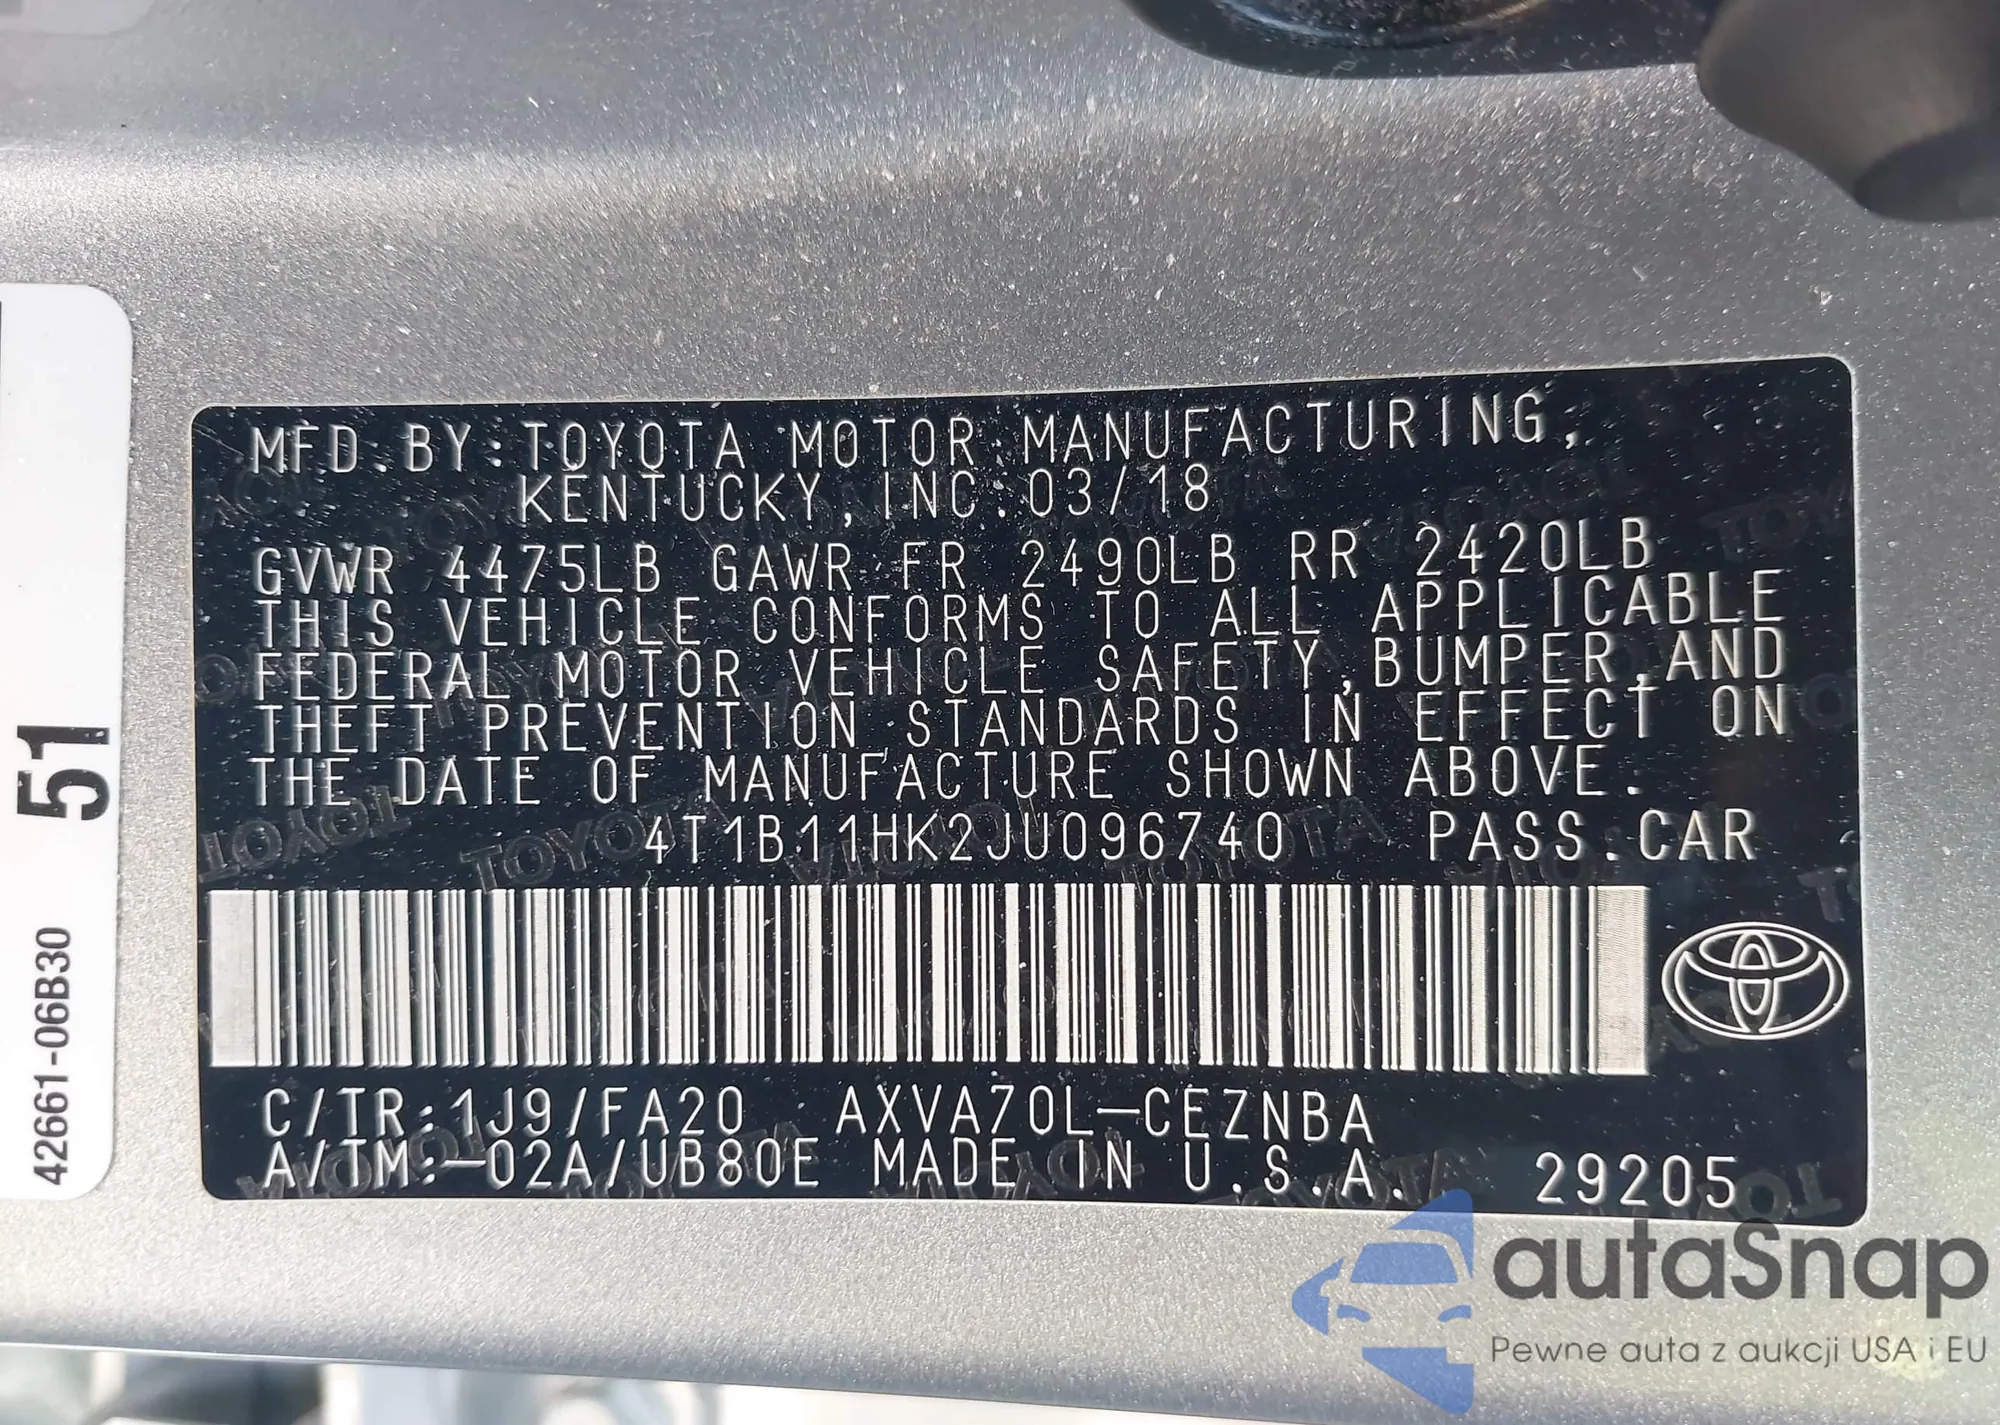 MFD.BY:TOYOTA MOTOR MANUFACTURING,
KENTUCKY,INC.03/18
GVWR 4475LB GAWR FR 2490LB RR 2420LB
THIS VEHICLE CONFORMS TO ALL APPLICABLE
FEDERAL MOTOR VEHICLE SAFETY,BUMPER,AND
THEFT PREVENTION STANDARDS IN EFFECT ON
THE DATE OF MANUFACTURE SHOWN ABOVE.
4T1B11HK2JU096740 PASS.CAR
C/TR:1J9/FA20 AXVA70L-CEZNBA
A/TM:-02A/UB80E MADE IN U.S.A. 29205
51
42661-06B30
autaSnap
Pewne auta z aukcji USA i EU